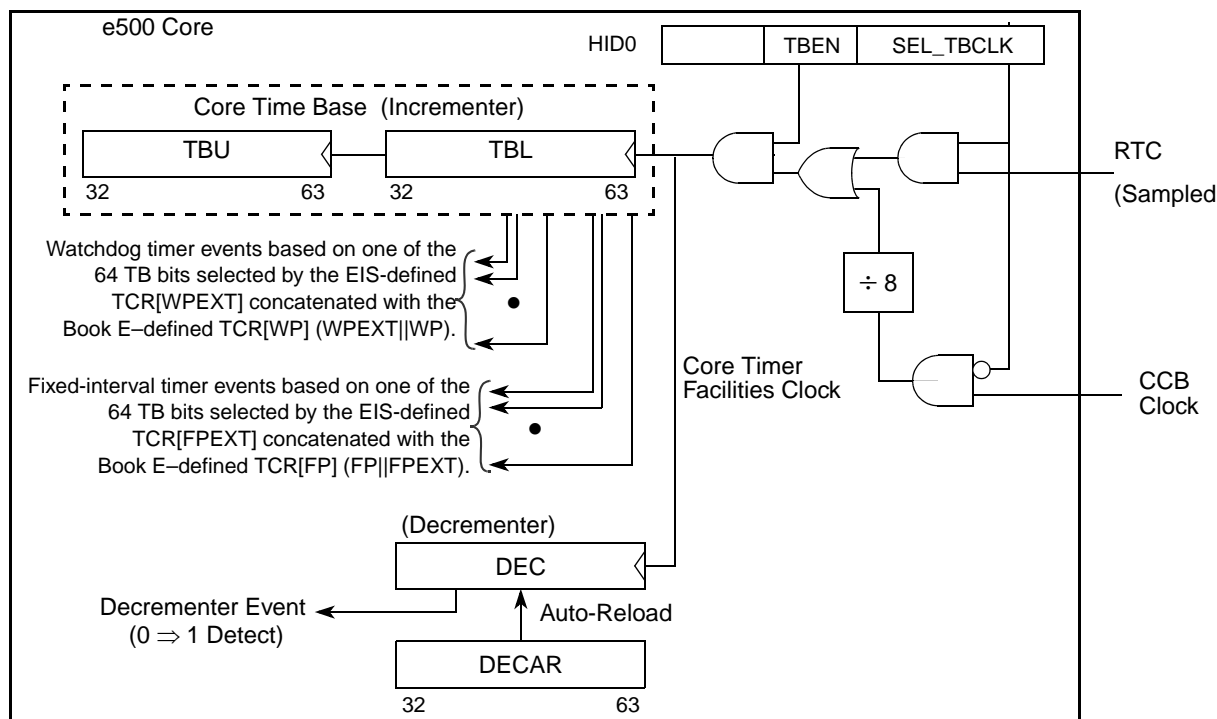 e500 Core
HID0
TBEN
SEL_TBCLK
Core Time Base (Incrementer)
TBU
TBL
32
63
32
63
RTC
(Sampled
Watchdog timer events based on one of the
64 TB bits selected by the EIS-defined
TCR[WPEXT] concatenated with the
Book E–defined TCR[WP] (WPEXT||WP).
÷ 8
Core Timer
Facilities Clock
CCB
Clock
Fixed-interval timer events based on one of the
64 TB bits selected by the EIS-defined
TCR[FPEXT] concatenated with the
Book E–defined TCR[FP] (FP||FPEXT).
(Decrementer)
DEC
Decrementer Event
(0 ⇒ 1 Detect)
Auto-Reload
DECAR
32
63